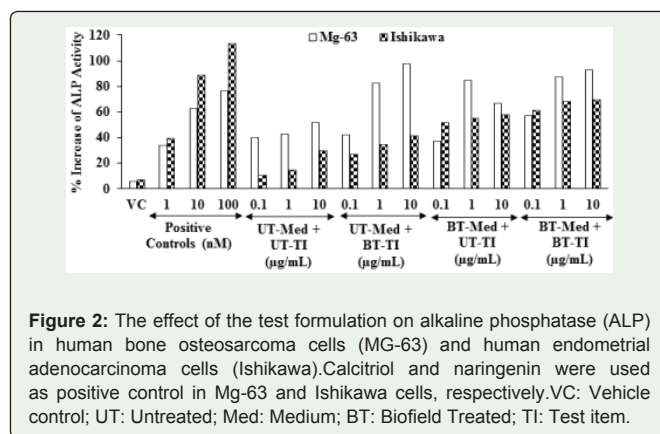 Mg-63 Ishikawa
% Increase of ALP Activity
120
100
80
60
40
20
0
VC 1 10 100 0.1 1 10 0.1 1 10 0.1 1 10 0.1 1 10
Positive Controls (nM)
UT-Med + UT-TI (µg/mL)
UT-Med + BT-TI (µg/mL)
BT-Med + UT-TI (µg/mL)
BT-Med + BT-TI (µg/mL)
Figure 2: The effect of the test formulation on alkaline phosphatase (ALP)
in human bone osteosarcoma cells (MG-63) and human endometrial
adenocarcinoma cells (Ishikawa).Calcitriol and naringenin were used
as positive control in Mg-63 and Ishikawa cells, respectively.VC: Vehicle
control; UT: Untreated; Med: Medium; BT: Biofield Treated; TI: Test item.